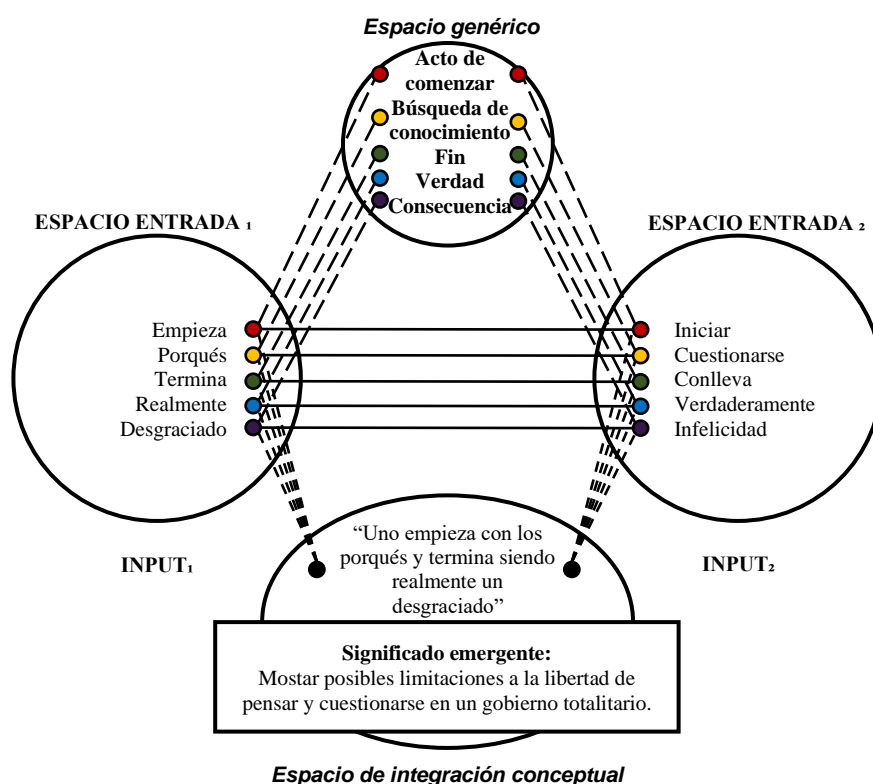 Espacio genérico
Acto de
comenzar
Búsqueda de
conocimiento
Fin
Verdad
Consecuencia
ESPACIO ENTRADA ₁
ESPACIO ENTRADA ₂
Empieza
Porqués
Termina
Realmente
Desgraciado
Iniciar
Cuestionarse
Conlleva
Verdaderamente
Infelicidad
INPUT₁
INPUT₂
“Uno empieza con los
porqués y termina siendo
realmente un
desgraciado”
Significado emergente:
Mostar posibles limitaciones a la libertad de
pensar y cuestionarse en un gobierno totalitario.
Espacio de integración conceptual